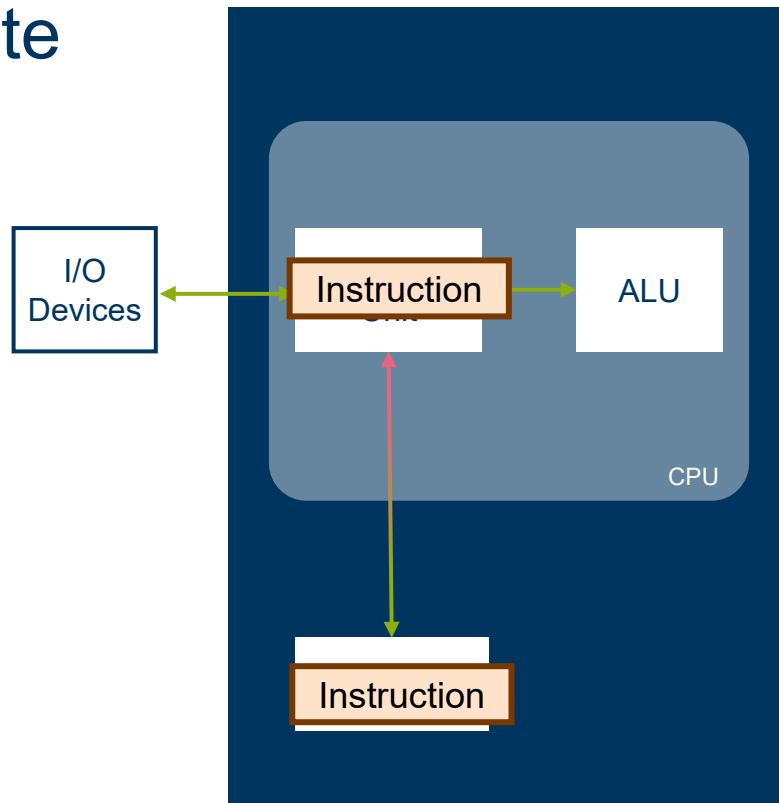 te
I/O
Devices
Instruction
ALU
CPU
Instruction